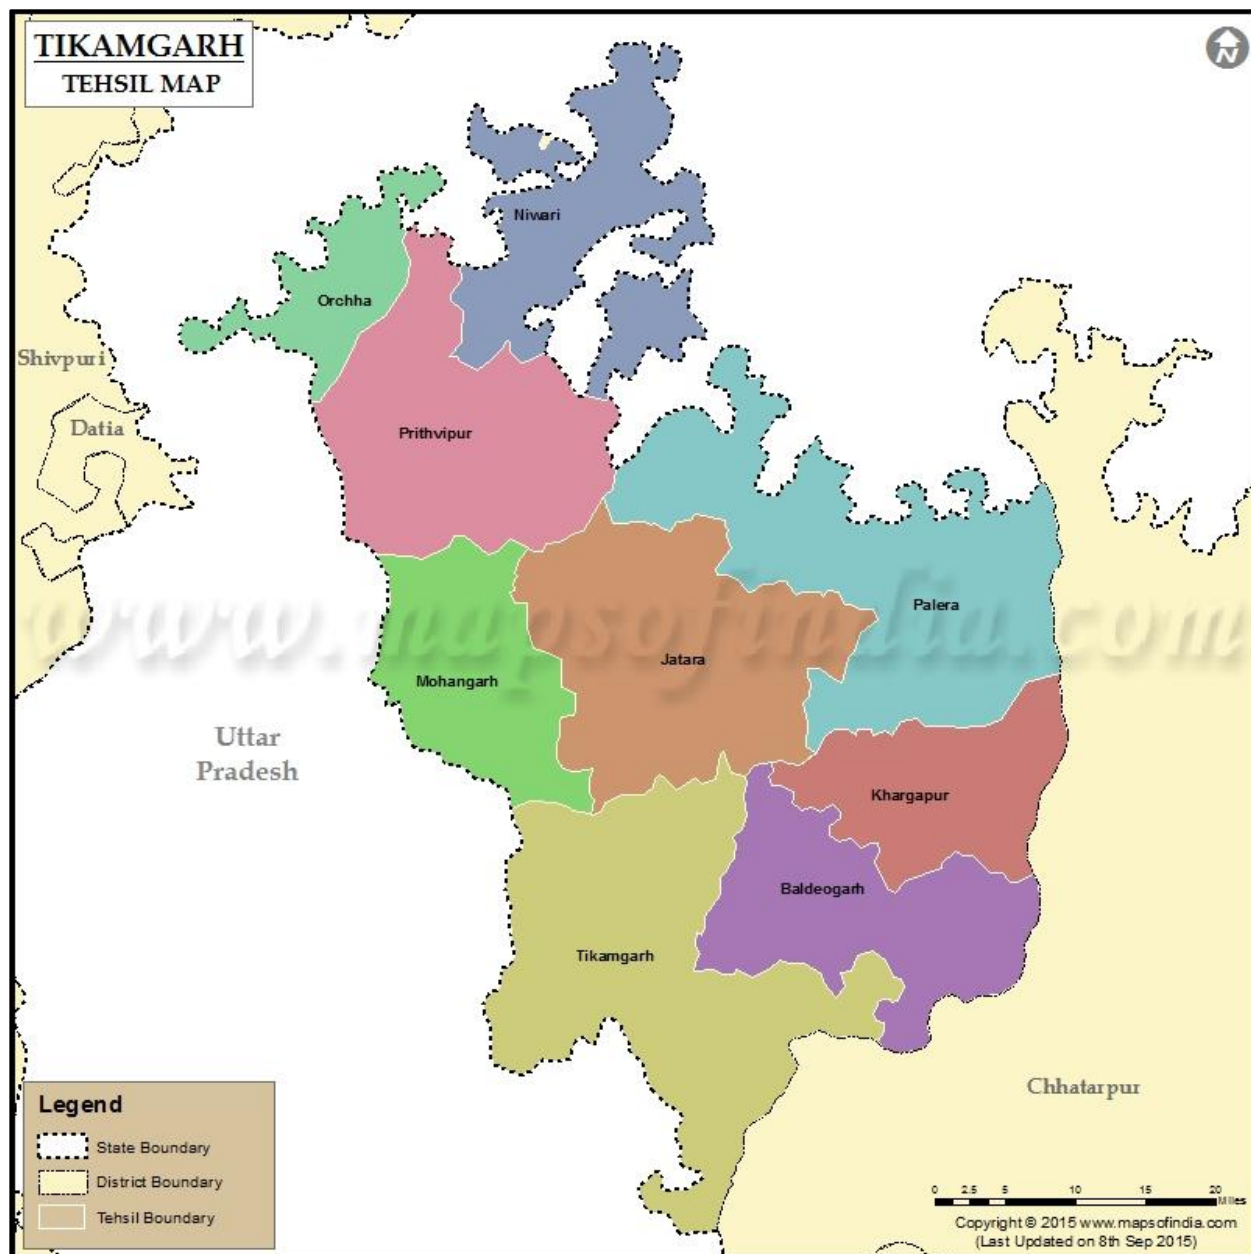 TIKAMGARH
TEHSIL MAP
N
Niwari
Orchha
Shivpuri
Datia
Prithvipur
Palera
www.mapsofindia.com
Jatara
Mohangarh
Uttar
Pradesh
Khargapur
Baldeogarh
Tikamgarh
Chhatarpur
Legend
State Boundary
District Boundary
Tehsil Boundary
0 2.5 5 10 15 20
Miles
Copyright © 2015 www.mapsofindia.com
(Last Updated on 8th Sep 2015)